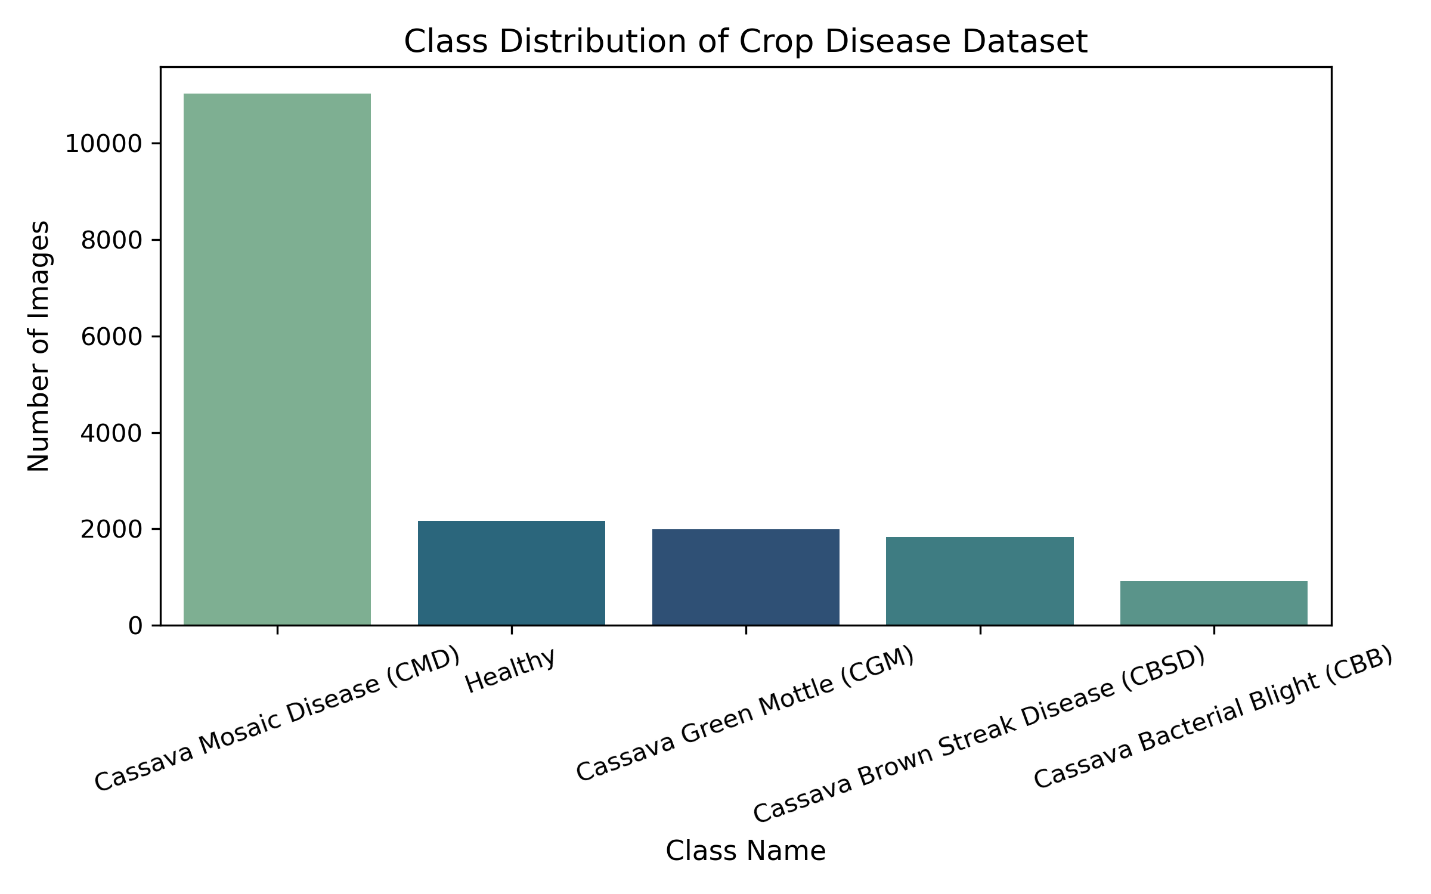 Class Distribution of Crop Disease Dataset
Number of Images
10000
8000
6000
4000
2000
0
Cassava Mosaic Disease (CMD)
Healthy
Cassava Green Mottle (CGM)
Cassava Brown Streak Disease (CBSD)
Cassava Bacterial Blight (CBB)
Class Name